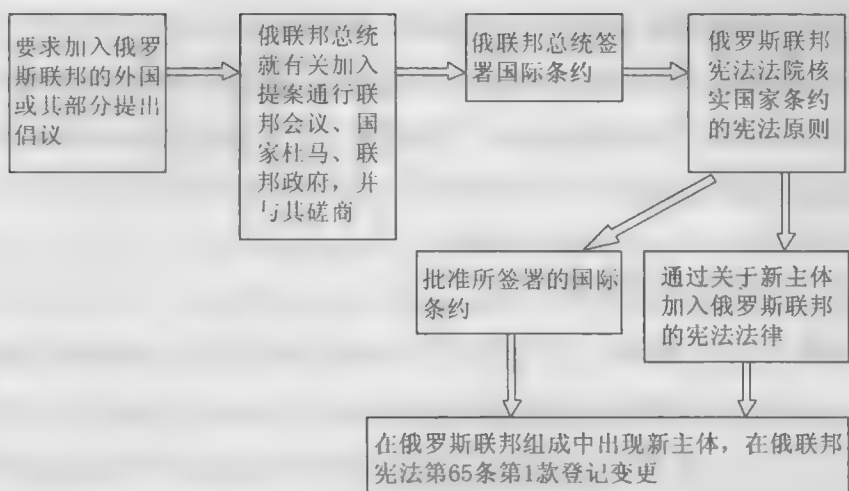 要求加入俄罗
斯联邦的外国
或其部分提出
倡议
俄联邦总统
就有关加入
提案通行联
邦会议、国
家杜马、联
邦政府，并
与其磋商
俄联邦总统签
署国际条约
俄罗斯联邦
宪法法院核
实国家条约
的宪法原则
批准所签署的国际
条约
通过关于新主体
加入俄罗斯联邦
的宪法法律
在俄罗斯联邦组成中出现新主体，在俄联邦
宪法第65条第1款登记变更